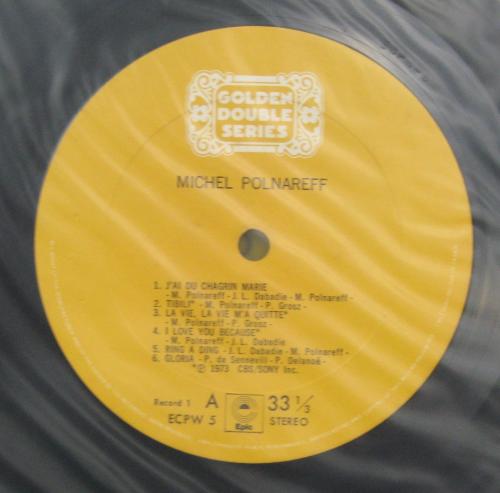 GOLDEN
DOUBLE
SERIES
MICHEL POLNAREFF
1. J'AI DU CHAGRIN MARIE
- M. Polnareff - J. L. Dabadie - M. Polnareff -
2. TIBILI* - M. Polnareff - P. Grosz -
3. LA VIE, LA VIE M'A QUITTE*
- M. Polnareff - P. Grosz -
4. I LOVE YOU BECAUSE*
- M. Polnareff - J. L. Dabadie
5. RING A DING - J. L. Dabadie - M. Polnareff -
6. GLORIA - P. de Sennevill - P. Delanoë -
*Ⓟ 1973 CBS/SONY Inc.
Record 1 A Epic 33 1/3
ECPW 5 STEREO